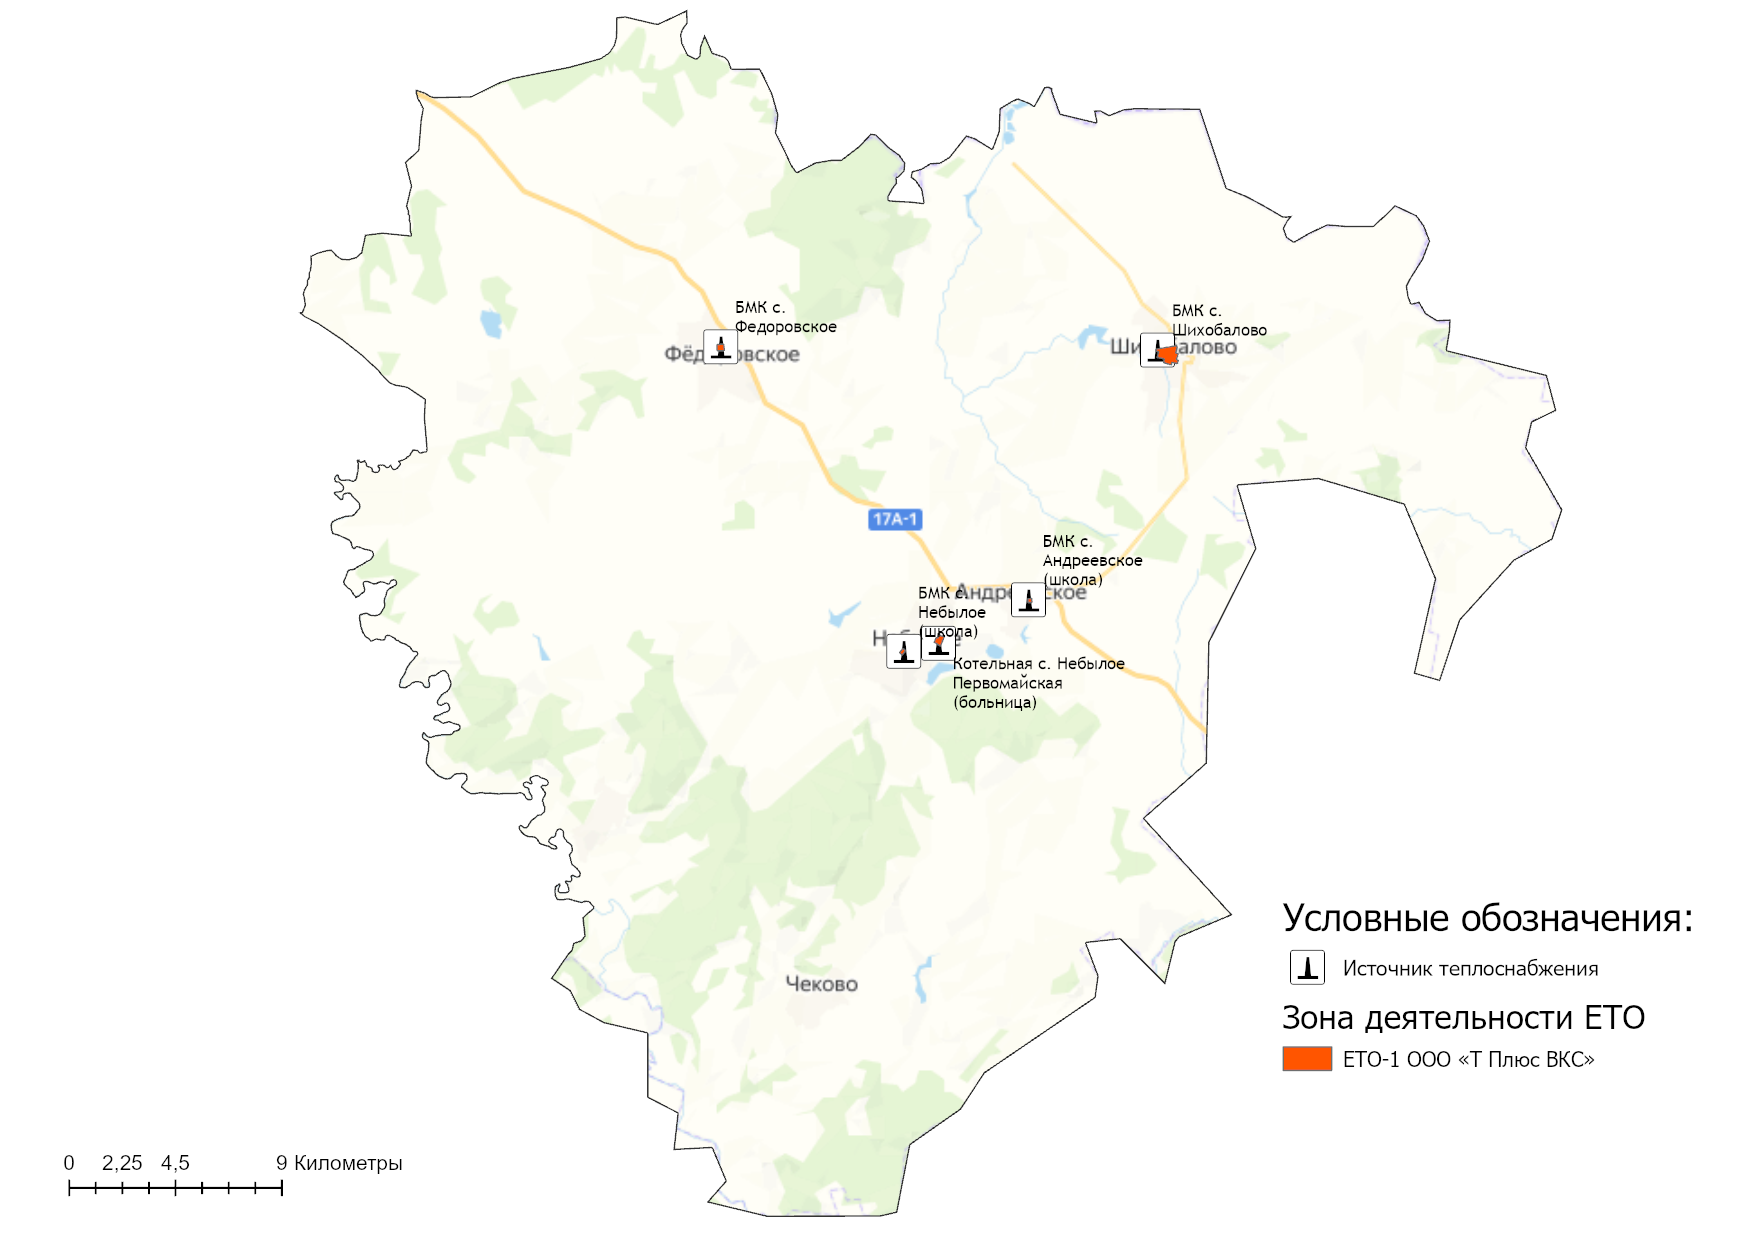 БМК с.
Федоровское
БМК с.
Шихобалово
17А-1
БМК с.
Андреевское
(школа)
БМК с.
Небылое
(школа)
Котельная с. Небылое
Первомайская
(больница)
Чеково
Условные обозначения:
Источник теплоснабжения
Зона деятельности ЕТО
ЕТО-1 ООО «Т Плюс ВКС»
0 2,25 4,5 9 Километры